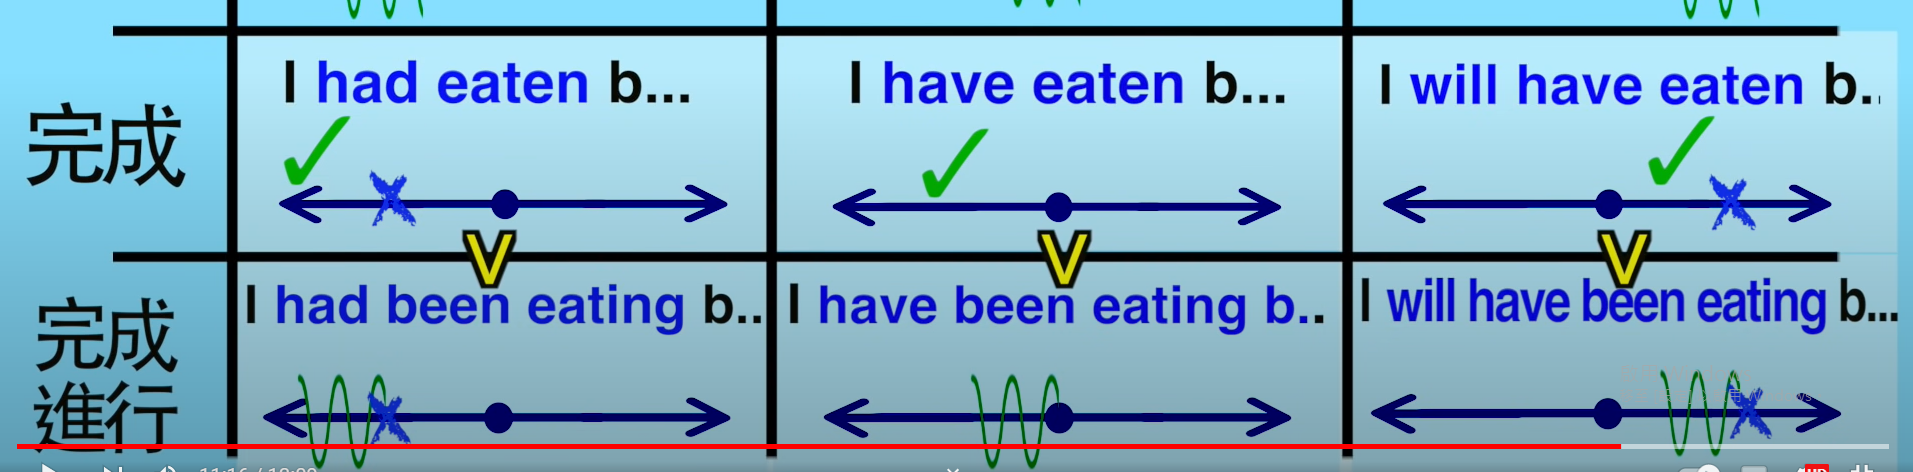 完成
I had eaten b...
I have eaten b...
I will have eaten b..
完成
進行
I had been eating b..
I have been eating b..
I will have been eating b...